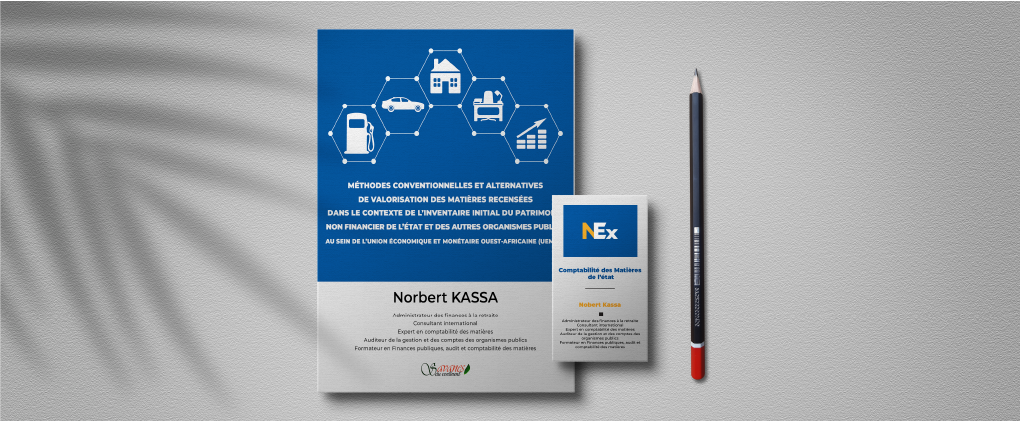 MÉTHODES CONVENTIONNELLES ET ALTERNATIVES
DE VALORISATION DES MATIÈRES RECENSÉES
DANS LE CONTEXTE DE L'INVENTAIRE INITIAL DU
NON FINANCIER DE L'ÉTAT ET DES AUTRES ORGANISMES
AU SEIN DE L'UNION ÉCONOMIQUE ET MONÉTAIRE OUEST-AFRICAINE
Norbert KASSA
Administrateur des finances à la retraite
Consultant International
Expert en comptabilité des matières
Auditeur de la gestion et des comptes des organismes publics
Formateur en Finances publiques, audit et comptabilité des matières
Savanes
du continent
NEx
Comptabilité des Matières
de l'état
Nobert Kassa
Administrateur des finances à la retraite
Consultant International
Expert en comptabilité des matières
Auditeur de la gestion et des comptes des
organismes publics
Formateur en Finances publiques, audit et
comptabilité des matières